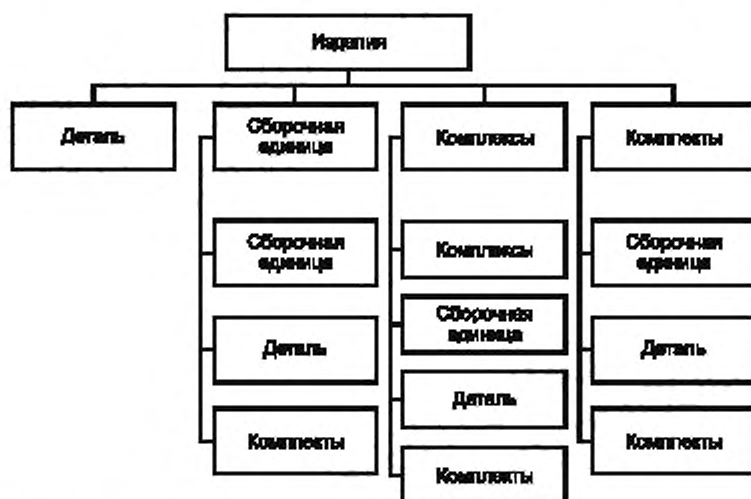 Изделия
Деталь
Сборочная
единица
Комплексы
Комплекты
Сборочная
единица
Деталь
Комплекты
Комплексы
Сборочная
единица
Деталь
Комплекты
Сборочная
единица
Деталь
Комплекты